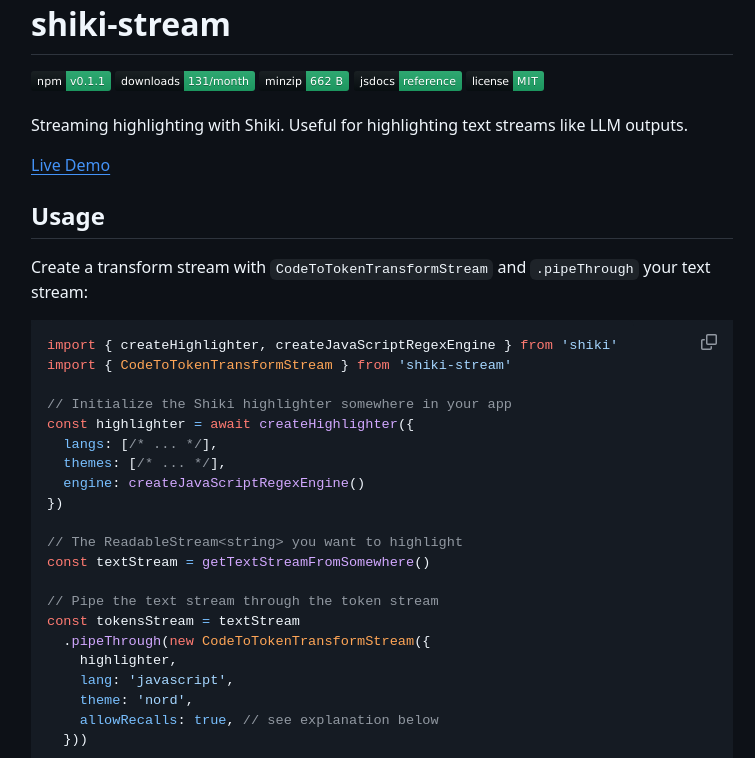 shiki-stream
npm v0.1.1 downloads 131/month minzip 662 B jsdocs reference license MIT
Streaming highlighting with Shiki. Useful for highlighting text streams like LLM outputs.
Live Demo
Usage
Create a transform stream with CodeToTokenTransformStream and .pipeThrough your text
stream:
import { createHighlighter, createJavaScriptRegexEngine } from 'shiki'
import { CodeToTokenTransformStream } from 'shiki-stream'

// Initialize the Shiki highlighter somewhere in your app
const highlighter = await createHighlighter({
  langs: [/* ... */],
  themes: [/* ... */],
  engine: createJavaScriptRegexEngine()
})

// The ReadableStream<string> you want to highlight
const textStream = getTextStreamFromSomewhere()

// Pipe the text stream through the token stream
const tokensStream = textStream
  .pipeThrough(new CodeToTokenTransformStream({
    highlighter,
    lang: 'javascript',
    theme: 'nord',
    allowRecalls: true, // see explanation below
  }))